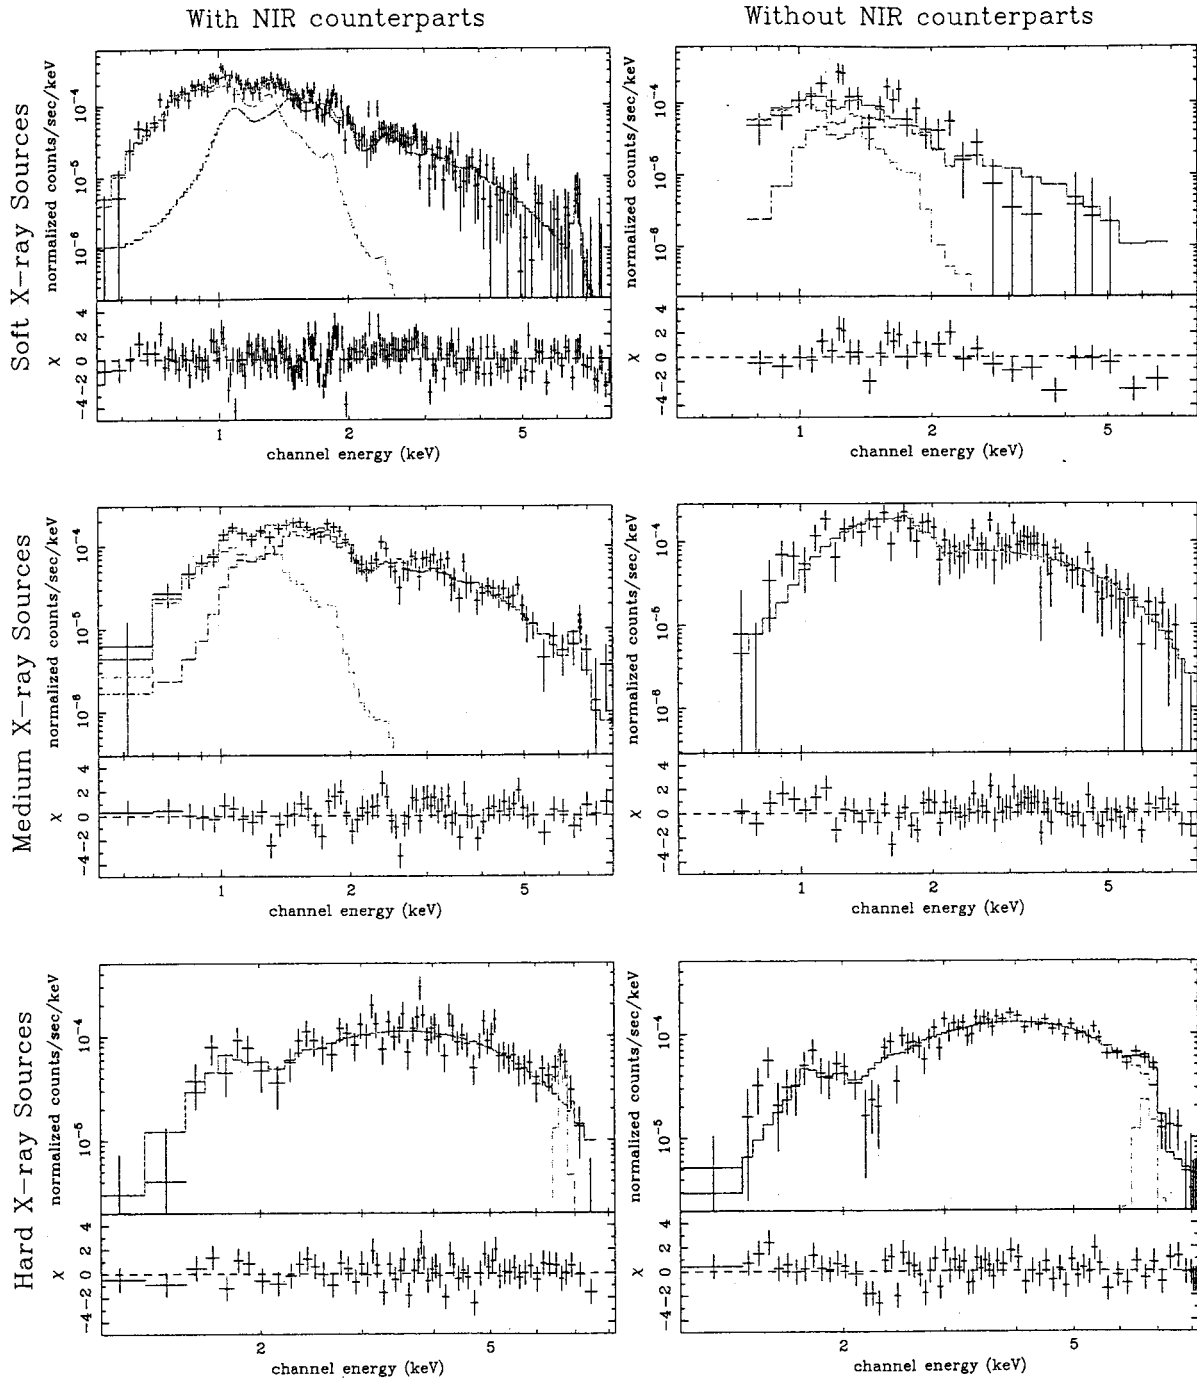 With NIR counterparts
Without NIR counterparts
Soft X-ray Sources
normalized counts/sec/keV
10⁻⁴
10⁻⁵
10⁻⁶
χ
4
2
0
-2
-4
1
2
5
channel energy (keV)
normalized counts/sec/keV
10⁻⁴
10⁻⁵
10⁻⁶
χ
4
2
0
-2
-4
1
2
5
channel energy (keV)
Medium X-ray Sources
normalized counts/sec/keV
10⁻⁴
10⁻⁵
10⁻⁶
χ
4
2
0
-2
-4
1
2
5
channel energy (keV)
normalized counts/sec/keV
10⁻⁴
10⁻⁵
10⁻⁶
χ
4
2
0
-2
-4
1
2
5
channel energy (keV)
Hard X-ray Sources
normalized counts/sec/keV
10⁻⁴
10⁻⁵
χ
4
2
0
-2
-4
2
5
channel energy (keV)
normalized counts/sec/keV
10⁻⁴
10⁻⁵
χ
4
2
0
-2
-4
2
5
channel energy (keV)